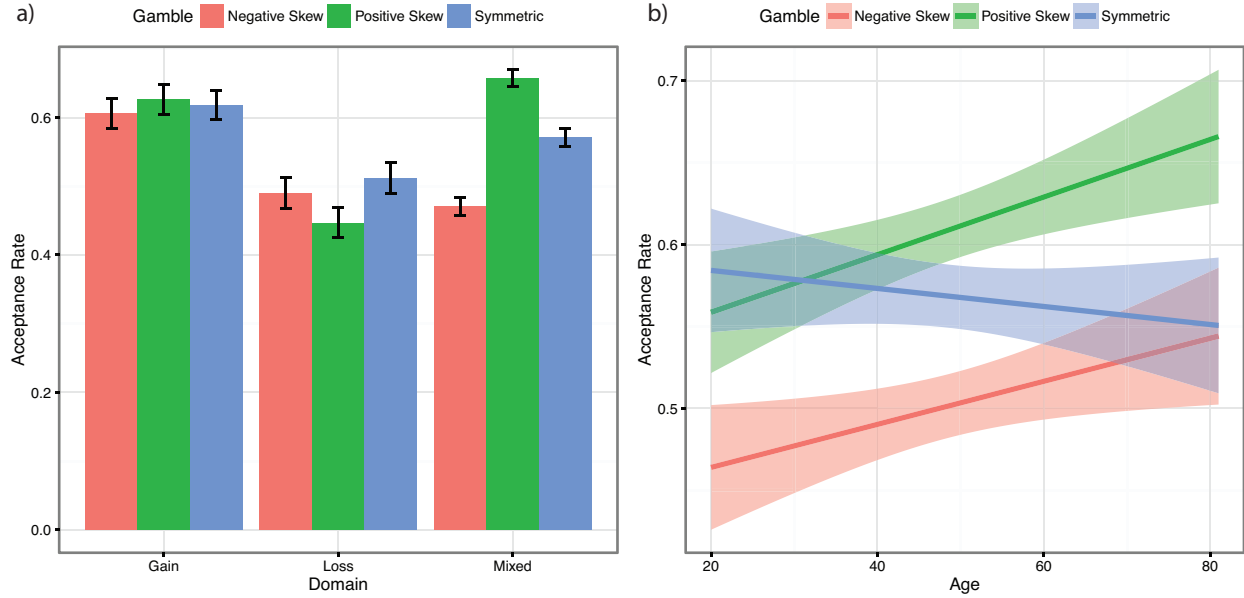 a)
Gamble Negative Skew Positive Skew Symmetric
0.6
0.4
0.2
0.0
Acceptance Rate
Gain Loss Mixed
Domain
b)
Gamble Negative Skew Positive Skew Symmetric
0.7
0.6
0.5
Acceptance Rate
20 40 60 80
Age